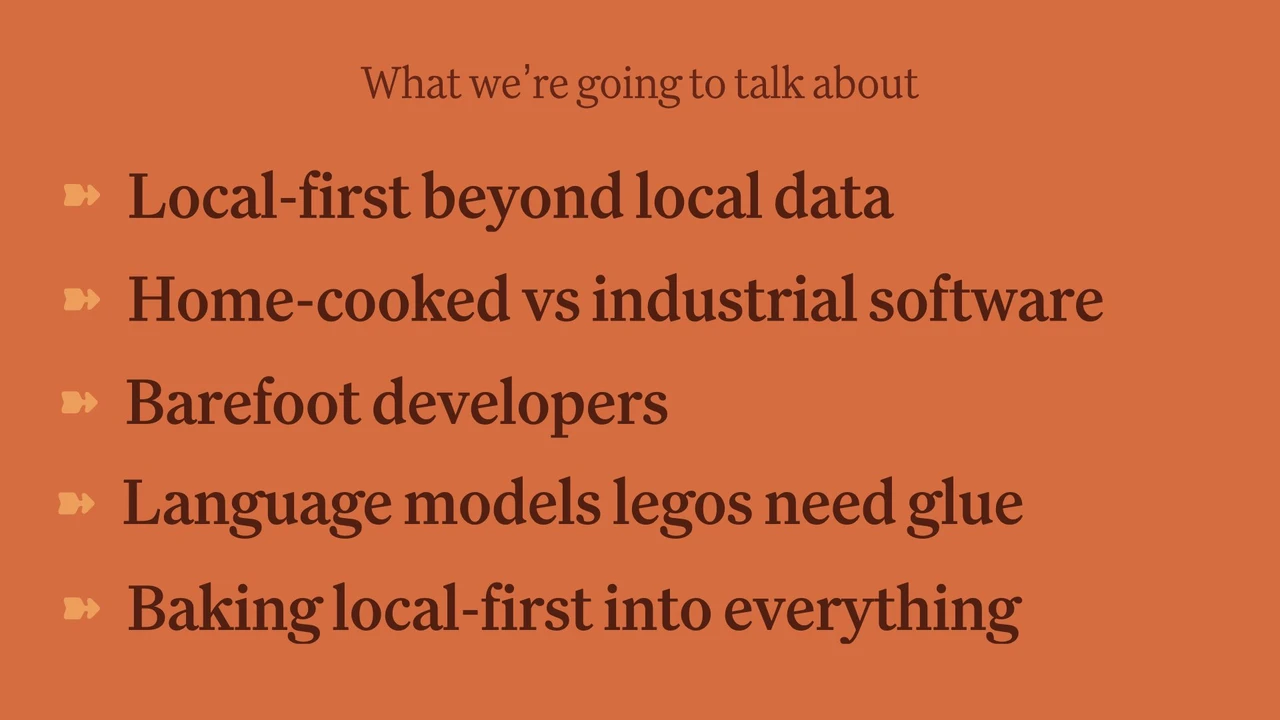 What we’re going to talk about
Local-first beyond local data
Home-cooked vs industrial software
Barefoot developers
Language models legos need glue
Baking local-first into everything